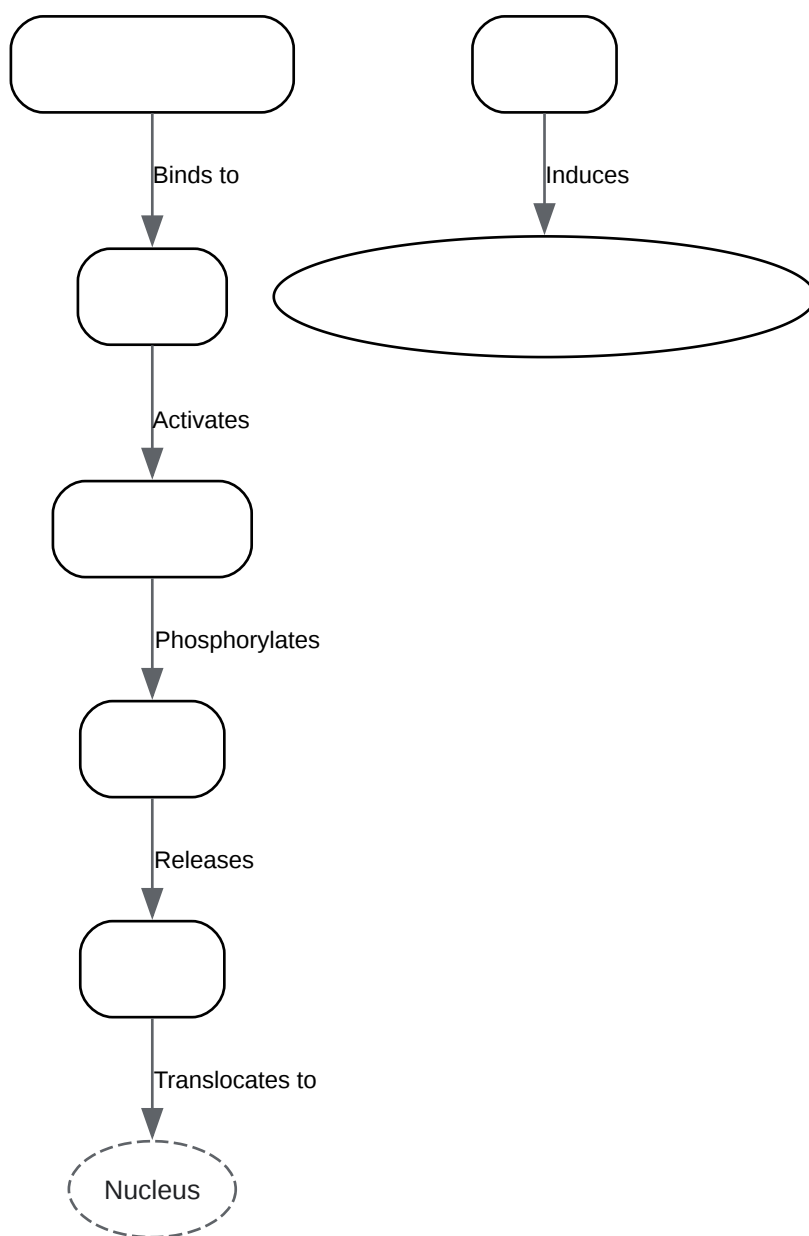 Binds to
Induces
Activates
Phosphorylates
Releases
Translocates to
Nucleus